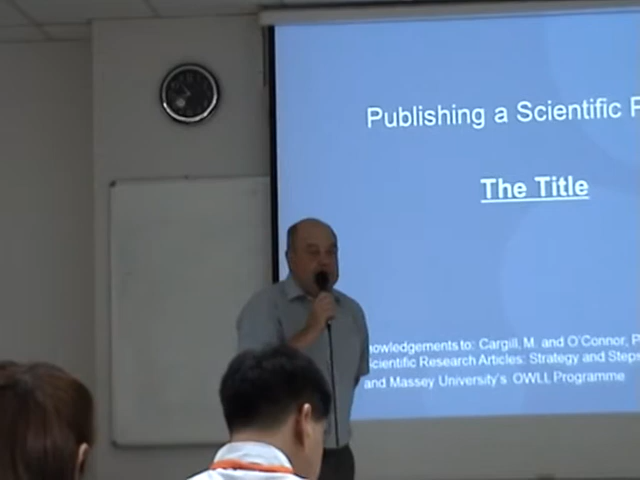 Publishing a Scientific P
The Title
nowledgements to: Cargill, M. and O'Connor, P
Scientific Research Articles: Strategy and Steps
and Massey University's OWLL Programme